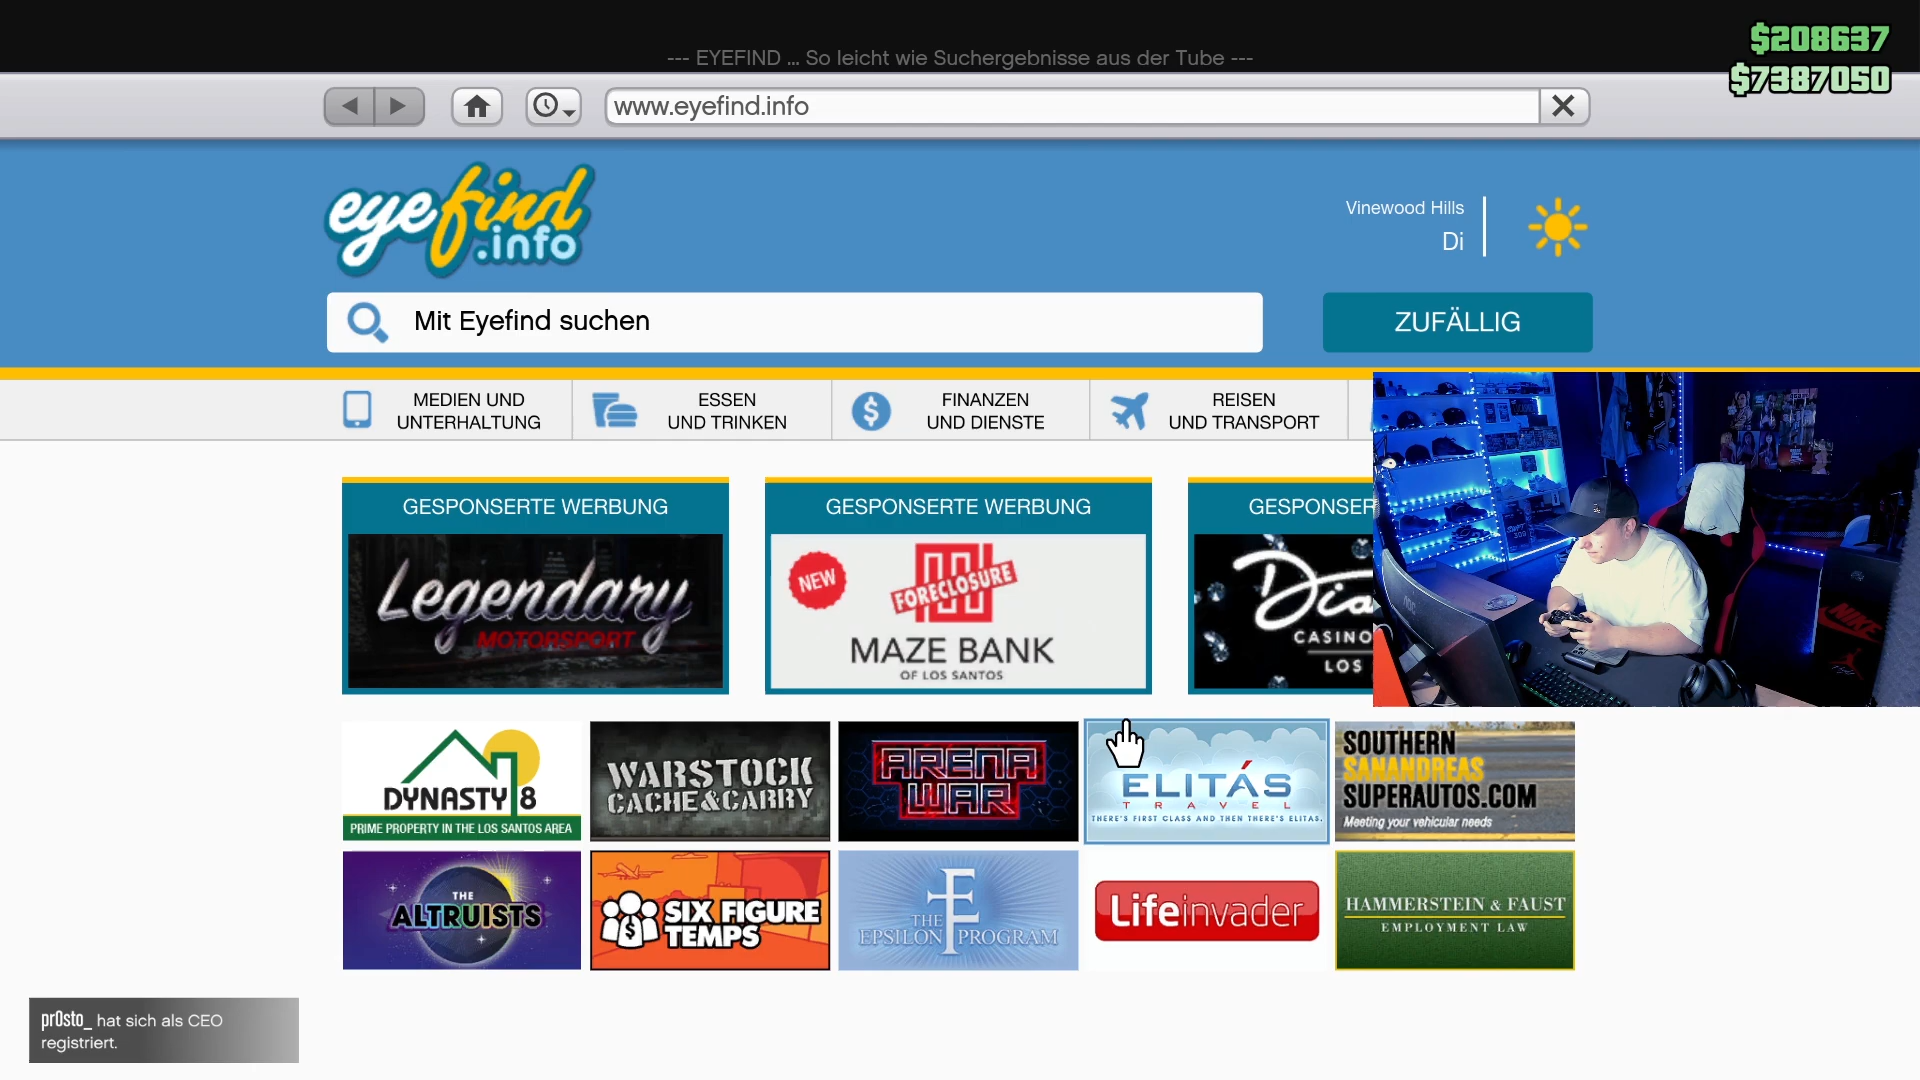 $208637
--- EYEFIND ... So leicht wie Suchergebnisse aus der Tube ---
$7387050
www.eyefind.info
eyefind
.info
Vinewood Hills
Di
Mit Eyefind suchen
ZUFÄLLIG
MEDIEN UND
UNTERHALTUNG
ESSEN
UND TRINKEN
FINANZEN
UND DIENSTE
REISEN
UND TRANSPORT
GESPONSERTE WERBUNG
GESPONSERTE WERBUNG
GESPONSER
Legendary
MOTORSPORT
NEW
FORECLOSURE
MAZE BANK
OF LOS SANTOS
Dia
CASINO
LOS
NIKE
DYNASTY 8
PRIME PROPERTY IN THE LOS SANTOS AREA
WARSTOCK
CACHE&CARRY
ARENA
WAR
ELITÁS
TRAVEL
THERE'S FIRST CLASS AND THEN THERE'S ELITAS.
SOUTHERN
SANANDREAS
SUPERAUTOS.COM
Meeting your vehicular needs
THE
ALTRUISTS
SIX FIGURE
TEMPS
THE
EPSILON PROGRAM
Lifeinvader
HAMMERSTEIN & FAUST
EMPLOYMENT LAW
pr0sto_ hat sich als CEO
registriert.